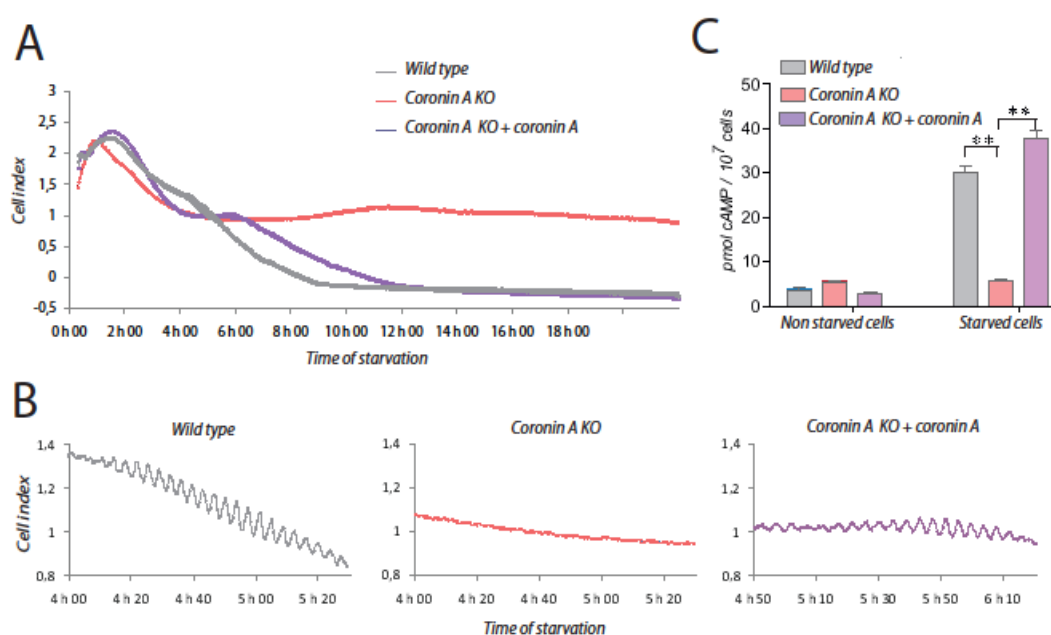 A
Wild type
Coronin A KO
Coronin A KO + coronin A
Cell index
3
2,5
2
1,5
1
0,5
0
-0,5
0 h 00 2 h 00 4 h 00 6 h 00 8 h 00 10 h 00 12 h 00 14 h 00 16 h 00 18 h 00
Time of starvation
C
Wild type
Coronin A KO
Coronin A KO + coronin A
pmol cAMP / 10⁷ cells
50
40
30
20
10
0
** **
Non starved cells Starved cells
B
Wild type
Cell index
1.4
1.2
1
0.8
4 h 00 4 h 20 4 h 40 5 h 00 5 h 20
Coronin A KO
1,4
1,2
1
0,8
4 h 00 4 h 20 4 h 40 5 h 00 5 h 20
Coronin A KO + coronin A
1,4
1,2
1
0,8
4 h 50 5 h 10 5 h 30 5 h 50 6 h 10
Time of starvation